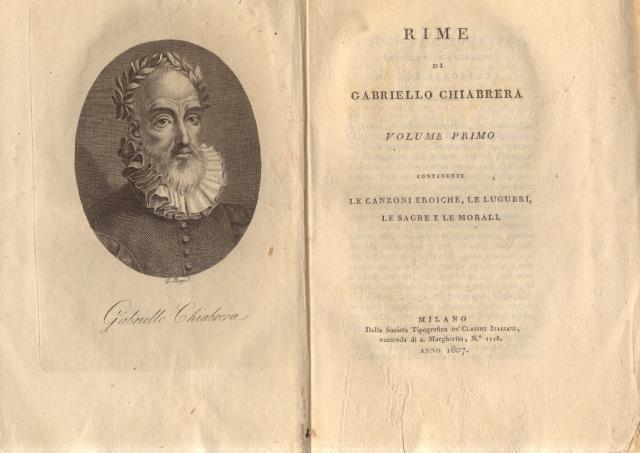 Gabriello Chiabrera
RIME
DI
GABRIELLO CHIABRERA
VOLUME PRIMO
CONTENENTE
LE CANZONI EROICHE, LE LUGUBRI,
LE SAGRE E LE MORALI.
MILANO
Dalla Società Tipografica DE' CLASSICI ITALIANI,
contrada di s. Margherita, N.° 1118.
ANNO 1807.